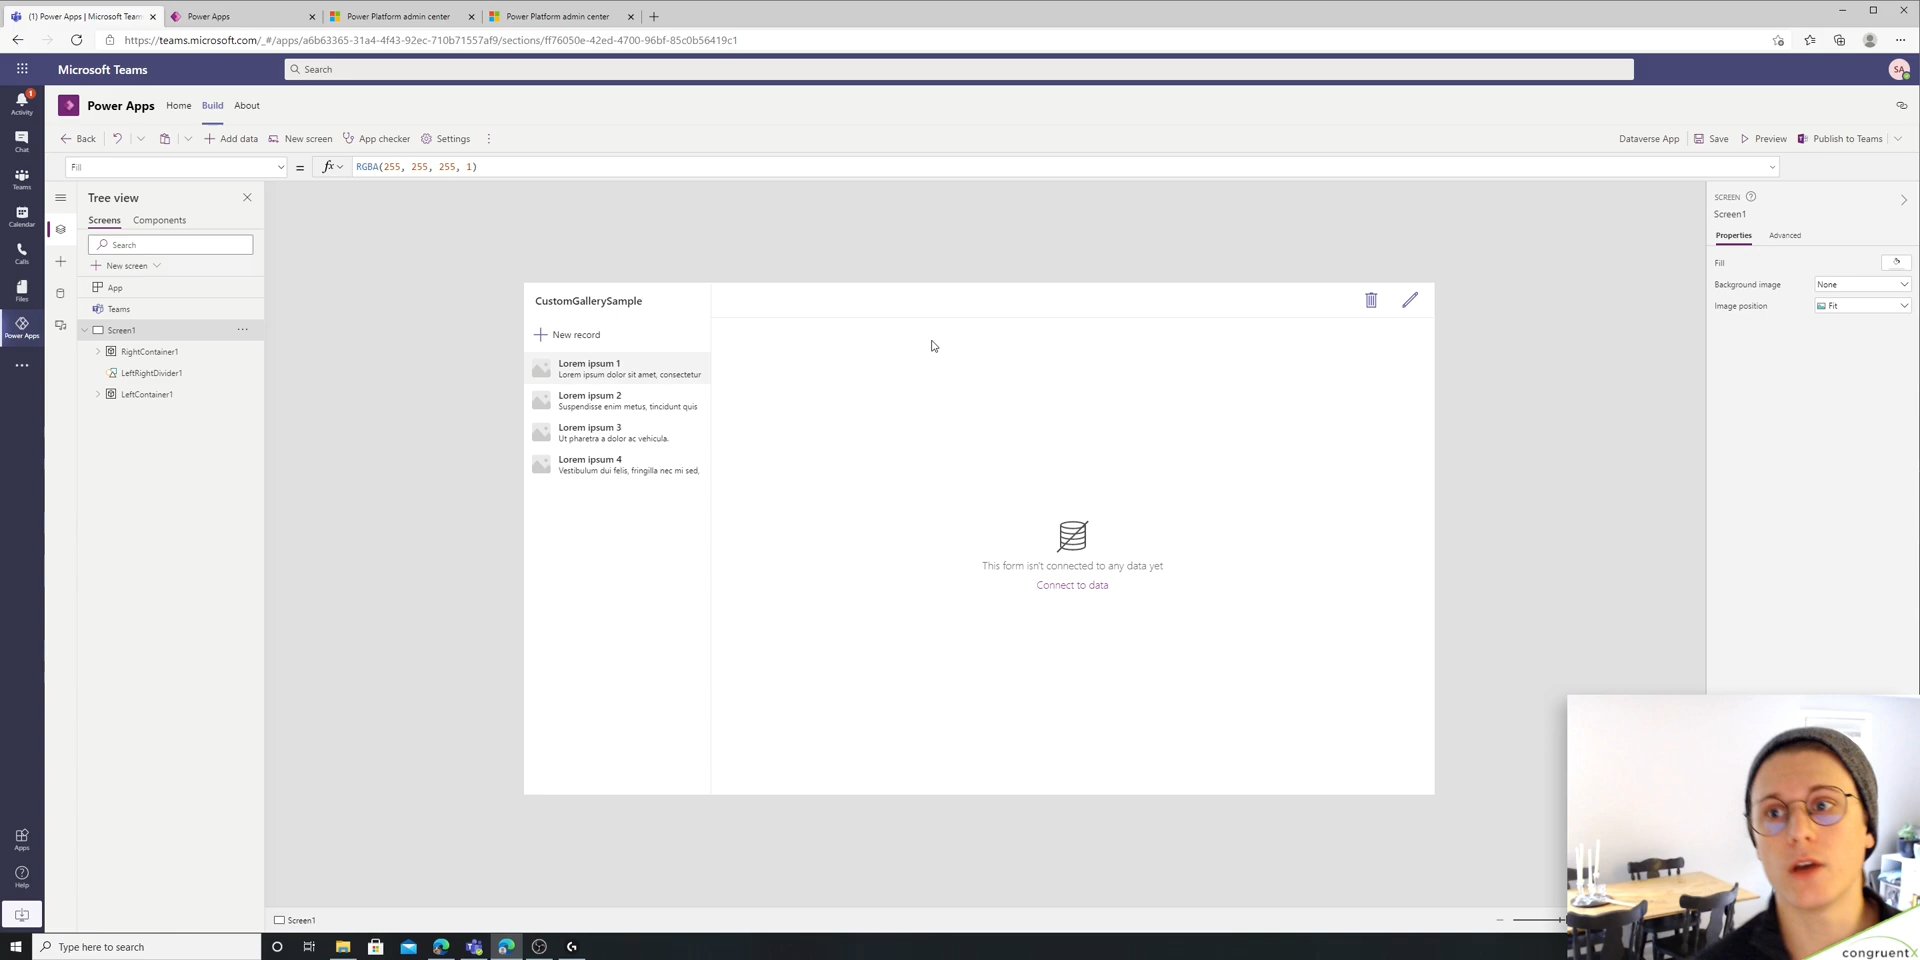 (1) Power Apps | Microsoft Team
Power Apps
Power Platform admin center
Power Platform admin center
https://teams.microsoft.com/_#/apps/a6b63365-31a4-4f43-92ec-710b71557af9/sections/ff76050e-42ed-4700-96bf-85c0b56419c1
Microsoft Teams
Search
SA
Activity
1
Chat
Teams
Calendar
Calls
Files
Power Apps
Apps
Help
Power Apps Home Build About
Back
Add data
New screen
App checker
Settings
Dataverse App
Save
Preview
Publish to Teams
Fill
=
fx
RGBA(255, 255, 255, 1)
Tree view
Screens
Components
Search
New screen
App
Teams
Screen1
RightContainer1
LeftRightDivider1
LeftContainer1
CustomGallerySample
New record
Lorem ipsum 1
Lorem ipsum dolor sit amet, consectetur
Lorem ipsum 2
Suspendisse enim metus, tincidunt quis
Lorem ipsum 3
Ut pharetra a dolor ac vehicula.
Lorem ipsum 4
Vestibulum dui felis, fringilla nec mi sed,
This form isn't connected to any data yet
Connect to data
SCREEN
Screen1
Properties
Advanced
Fill
Background image
None
Image position
Fit
Screen1
Type here to search
congruentX